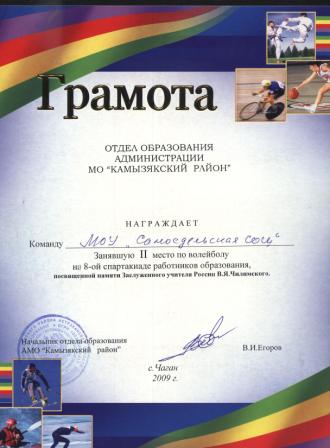 Грамота
ОТДЕЛ ОБРАЗОВАНИЯ
АДМИНИСТРАЦИИ
МО "КАМЫЗЯКСКИЙ РАЙОН"
НАГРАЖДАЕТ
Команду МОУ „Самосдельская сош"
Занявшую II место по волейболу
на 8-ой спартакиаде работников образования,
посвященной памяти Заслуженного учителя России В.Я.Чилимского.
Начальник отдела образования
АМО "Камызякский район"
В.И.Егоров
с.Чаган
2009 г.